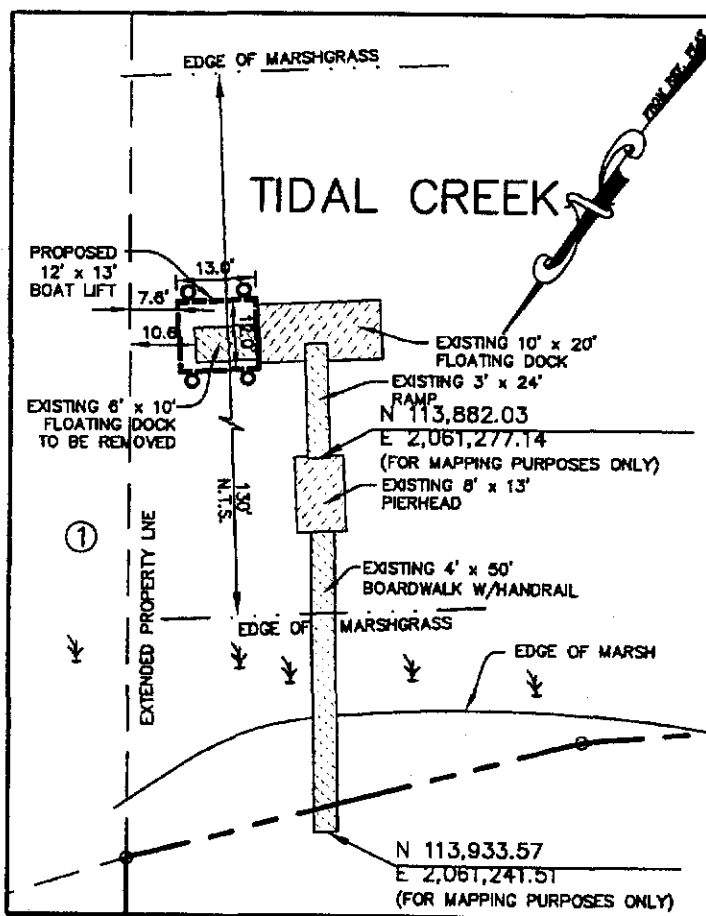 EDGE OF MARSHGRASS
TIDAL CREEK
PROPOSED
12' x 13'
BOAT LIFT
13.0'
7.6'
10.6'
12.0'
EXISTING 10' x 20'
FLOATING DOCK
EXISTING 3' x 24'
RAMP
EXISTING 6' x 10'
FLOATING DOCK
TO BE REMOVED
N 113,882.03
E 2,061,277.14
(FOR MAPPING PURPOSES ONLY)
EXISTING 8' x 13'
PIERHEAD
130'
N.T.S.
1
EXTENDED PROPERTY LNE
EXISTING 4' x 50'
BOARDWALK W/HANDRAIL
EDGE OF MARSHGRASS
EDGE OF MARSH
N 113,933.57
E 2,061,241.51
(FOR MAPPING PURPOSES ONLY)